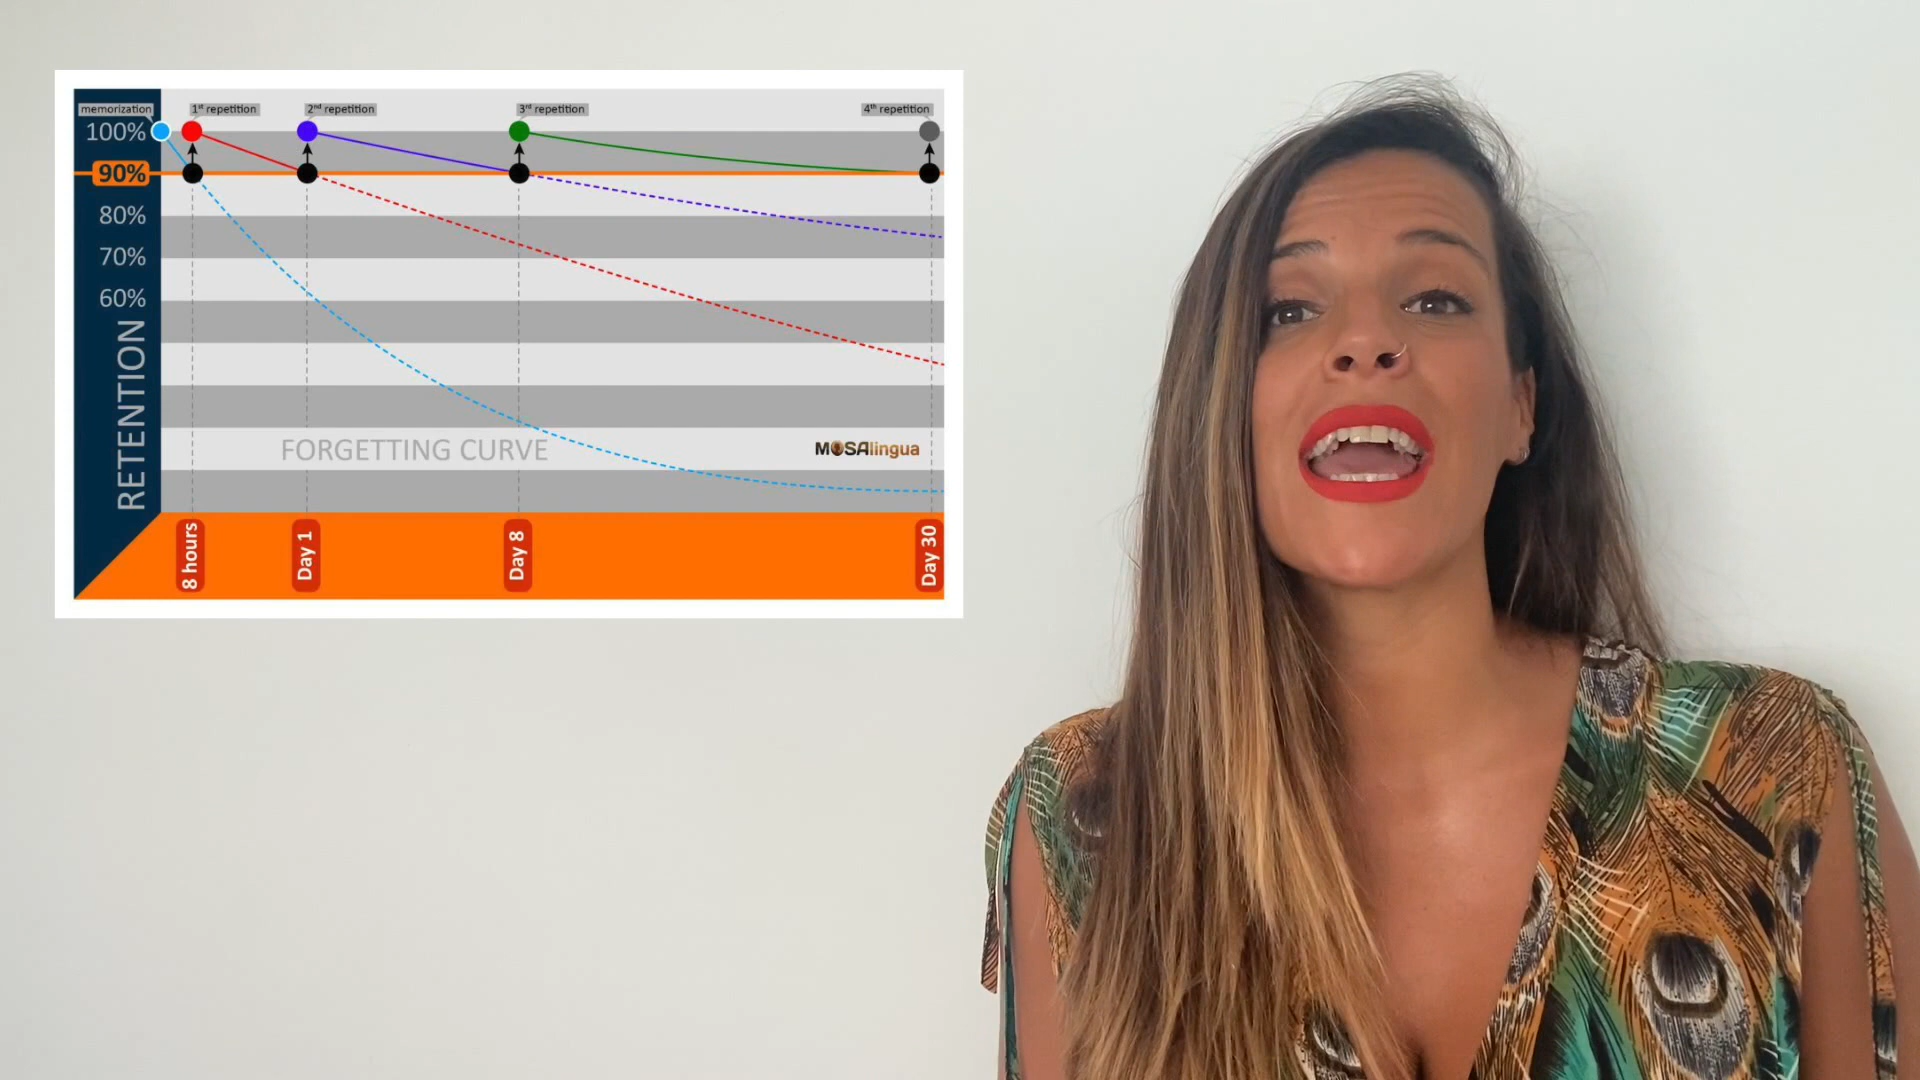 memorization
1st repetition
2nd repetition
3rd repetition
4th repetition
100%
90%
80%
70%
60%
RETENTION
FORGETTING CURVE
MOSAlingua
8 hours
Day 1
Day 8
Day 30